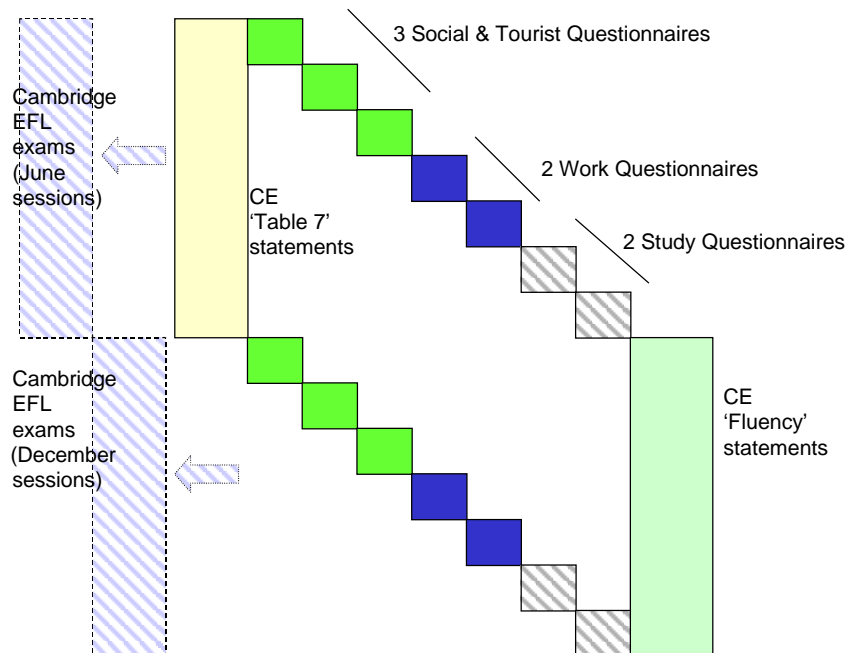 3 Social & Tourist Questionnaires
Cambridge
EFL
exams
(June
sessions)
2 Work Questionnaires
CE
‘Table 7’
statements
2 Study Questionnaires
Cambridge
EFL
exams
(December
sessions)
CE
‘Fluency’
statements